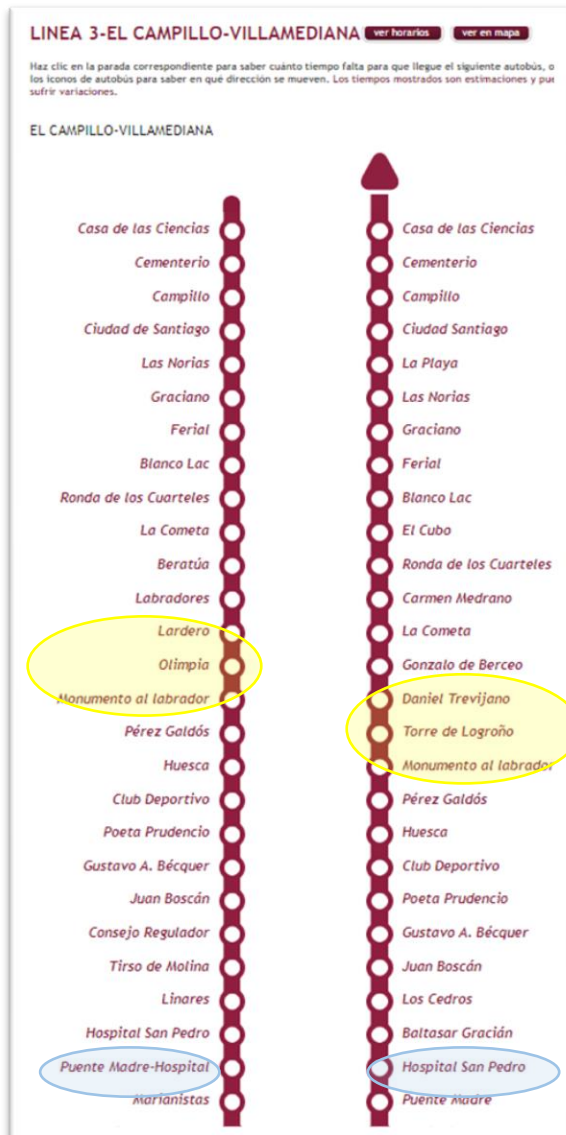 LINEA 3-EL CAMPILLO-VILLAMEDIANA ver horarios ver en mapa
Haz clic en la parada correspondiente para saber cuánto tiempo falta para que llegue el siguiente autobús, o
los iconos de autobús para saber en qué dirección se mueven. Los tiempos mostrados son estimaciones y pue
sufrir variaciones.
EL CAMPILLO-VILLAMEDIANA
Casa de las Ciencias
Cementerio
Campillo
Ciudad de Santiago
Las Norias
Graciano
Ferial
Blanco Lac
Ronda de los Cuarteles
La Cometa
Beratúa
Labradores
Lardero
Olimpia
Monumento al labrador
Pérez Galdós
Huesca
Club Deportivo
Poeta Prudencio
Gustavo A. Bécquer
Juan Boscán
Consejo Regulador
Tirso de Molina
Linares
Hospital San Pedro
Puente Madre-Hospital
Marianistas
Casa de las Ciencias
Cementerio
Campillo
Ciudad Santiago
La Playa
Las Norias
Graciano
Ferial
Blanco Lac
El Cubo
Ronda de los Cuarteles
Carmen Medrano
La Cometa
Gonzalo de Berceo
Daniel Trevijano
Torre de Logroño
Monumento al labrador
Pérez Galdós
Huesca
Club Deportivo
Poeta Prudencio
Gustavo A. Bécquer
Juan Boscán
Los Cedros
Baltasar Gracián
Hospital San Pedro
Puente Madre